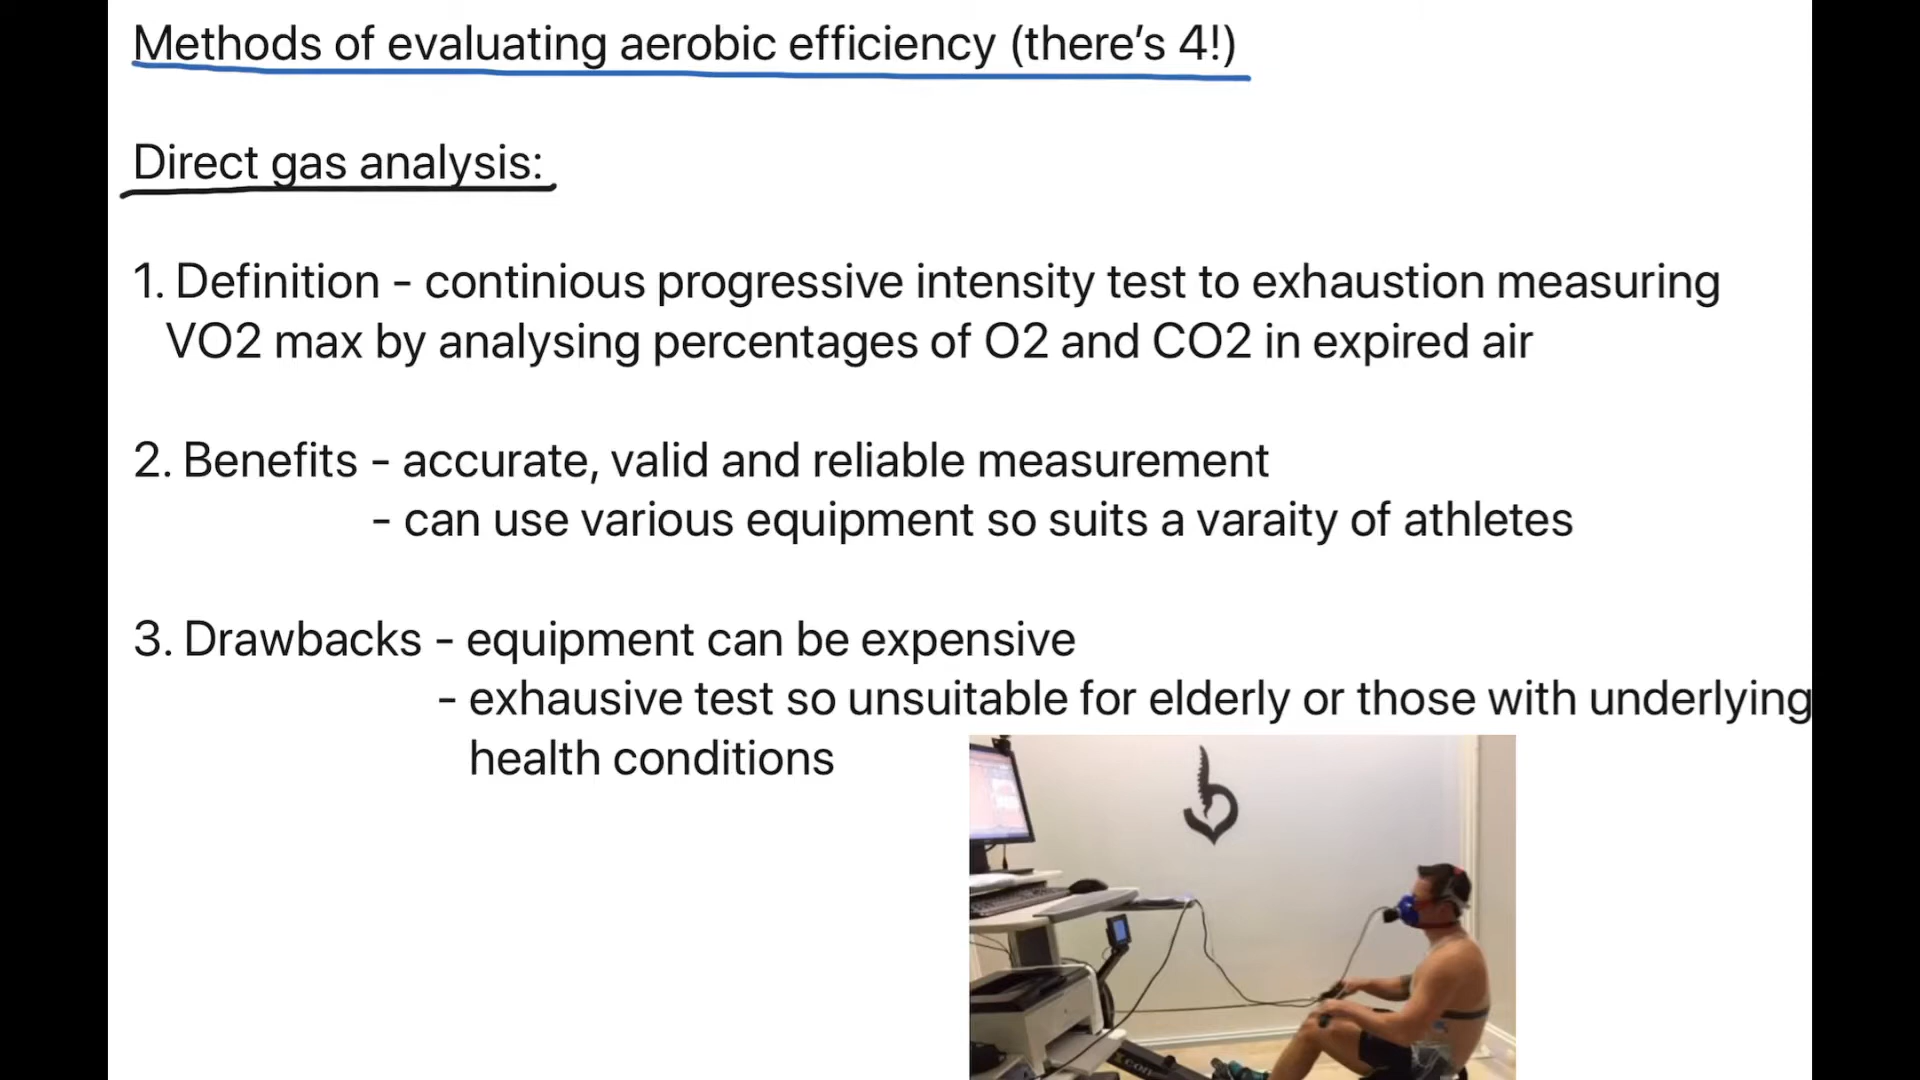 Methods of evaluating aerobic efficiency (there’s 4!)
Direct gas analysis:
1. Definition - continious progressive intensity test to exhaustion measuring
VO2 max by analysing percentages of O2 and CO2 in expired air
2. Benefits - accurate, valid and reliable measurement
- can use various equipment so suits a varaity of athletes
3. Drawbacks - equipment can be expensive
- exhausive test so unsuitable for elderly or those with underlying
health conditions